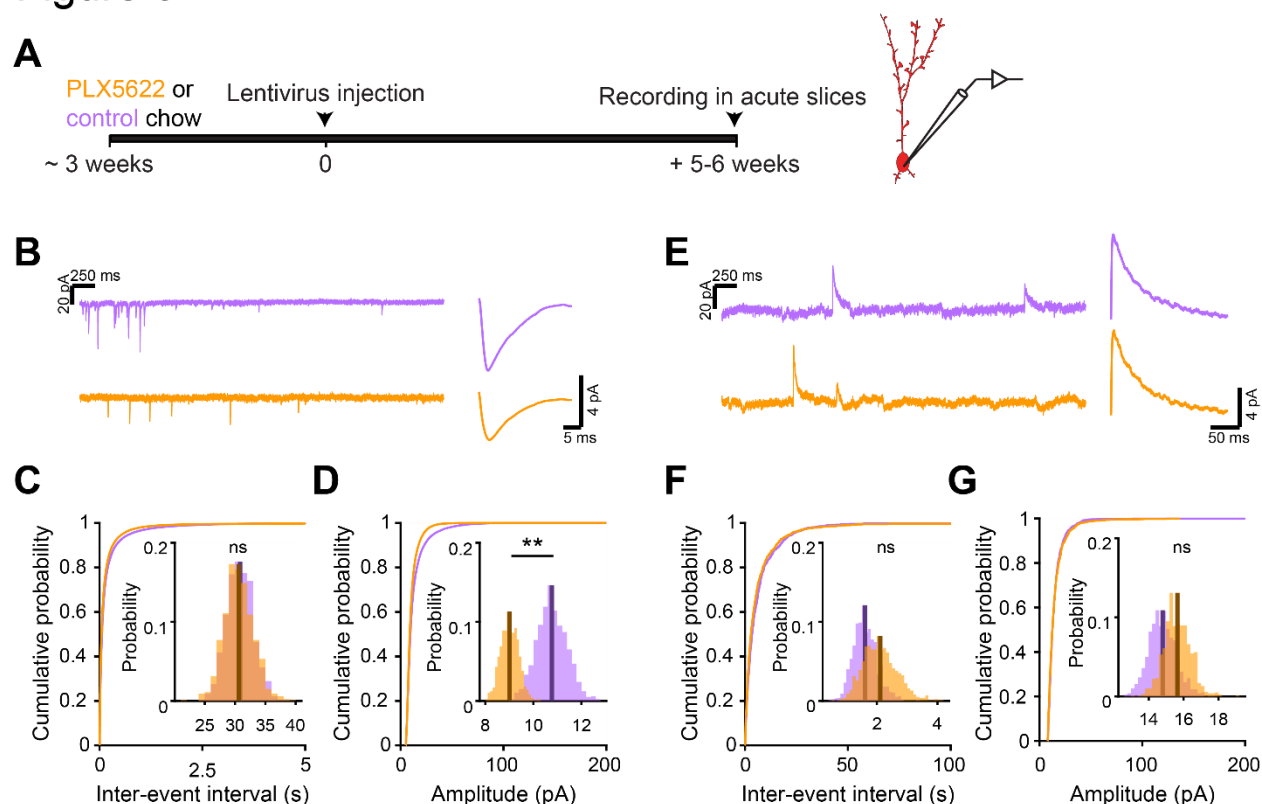 A
PLX5622 or
control chow
Lentivirus injection
Recording in acute slices
~ 3 weeks
0
+ 5-6 weeks
B
250 ms
20 pA
4 pA
5 ms
E
250 ms
20 pA
4 pA
50 ms
C
Cumulative probability
1
0.8
0.6
0.4
0.2
0
0
2.5
5
Inter-event interval (s)
Probability
0.2
0.1
0
ns
25
30
35
40
D
Cumulative probability
1
0.8
0.6
0.4
0.2
0
0
100
200
Amplitude (pA)
Probability
0.2
0.1
0
**
8
10
12
F
Cumulative probability
1
0.8
0.6
0.4
0.2
0
0
50
100
Inter-event interval (s)
Probability
0.2
0.1
0
ns
2
4
G
Cumulative probability
1
0.8
0.6
0.4
0.2
0
0
100
200
Amplitude (pA)
Probability
0.2
0.1
0
ns
14
16
18